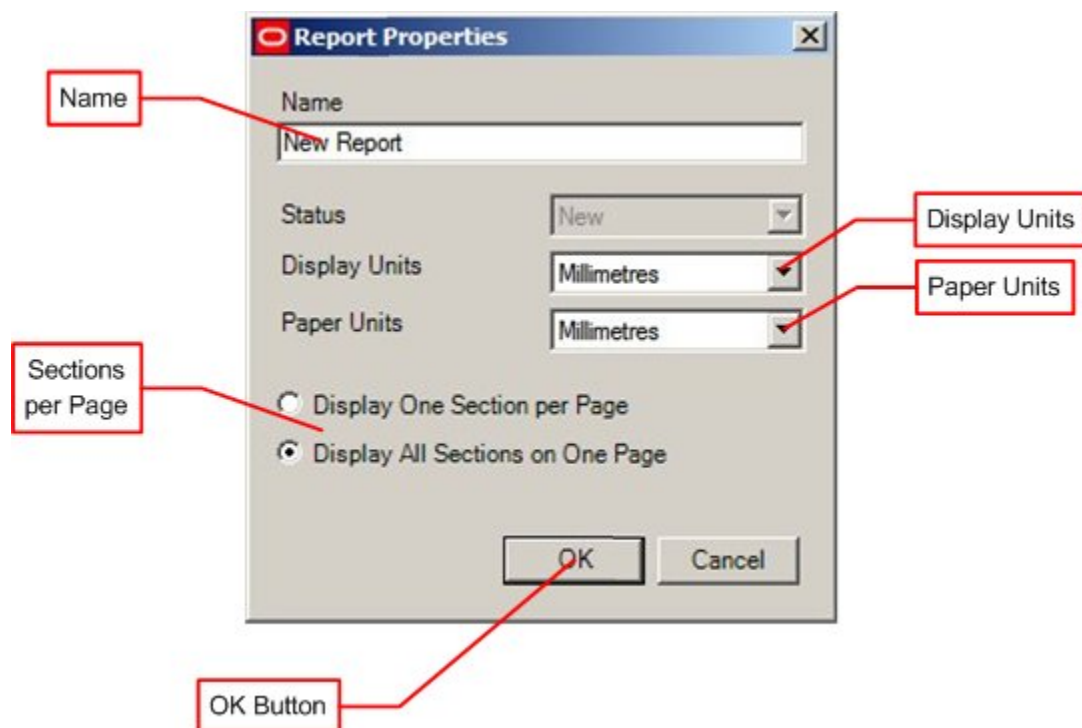 Report Properties
Name
Name
New Report
Status
New
Display Units
Display Units
Millimetres
Paper Units
Paper Units
Millimetres
Sections
per Page
Display One Section per Page
Display All Sections on One Page
OK
Cancel
OK Button